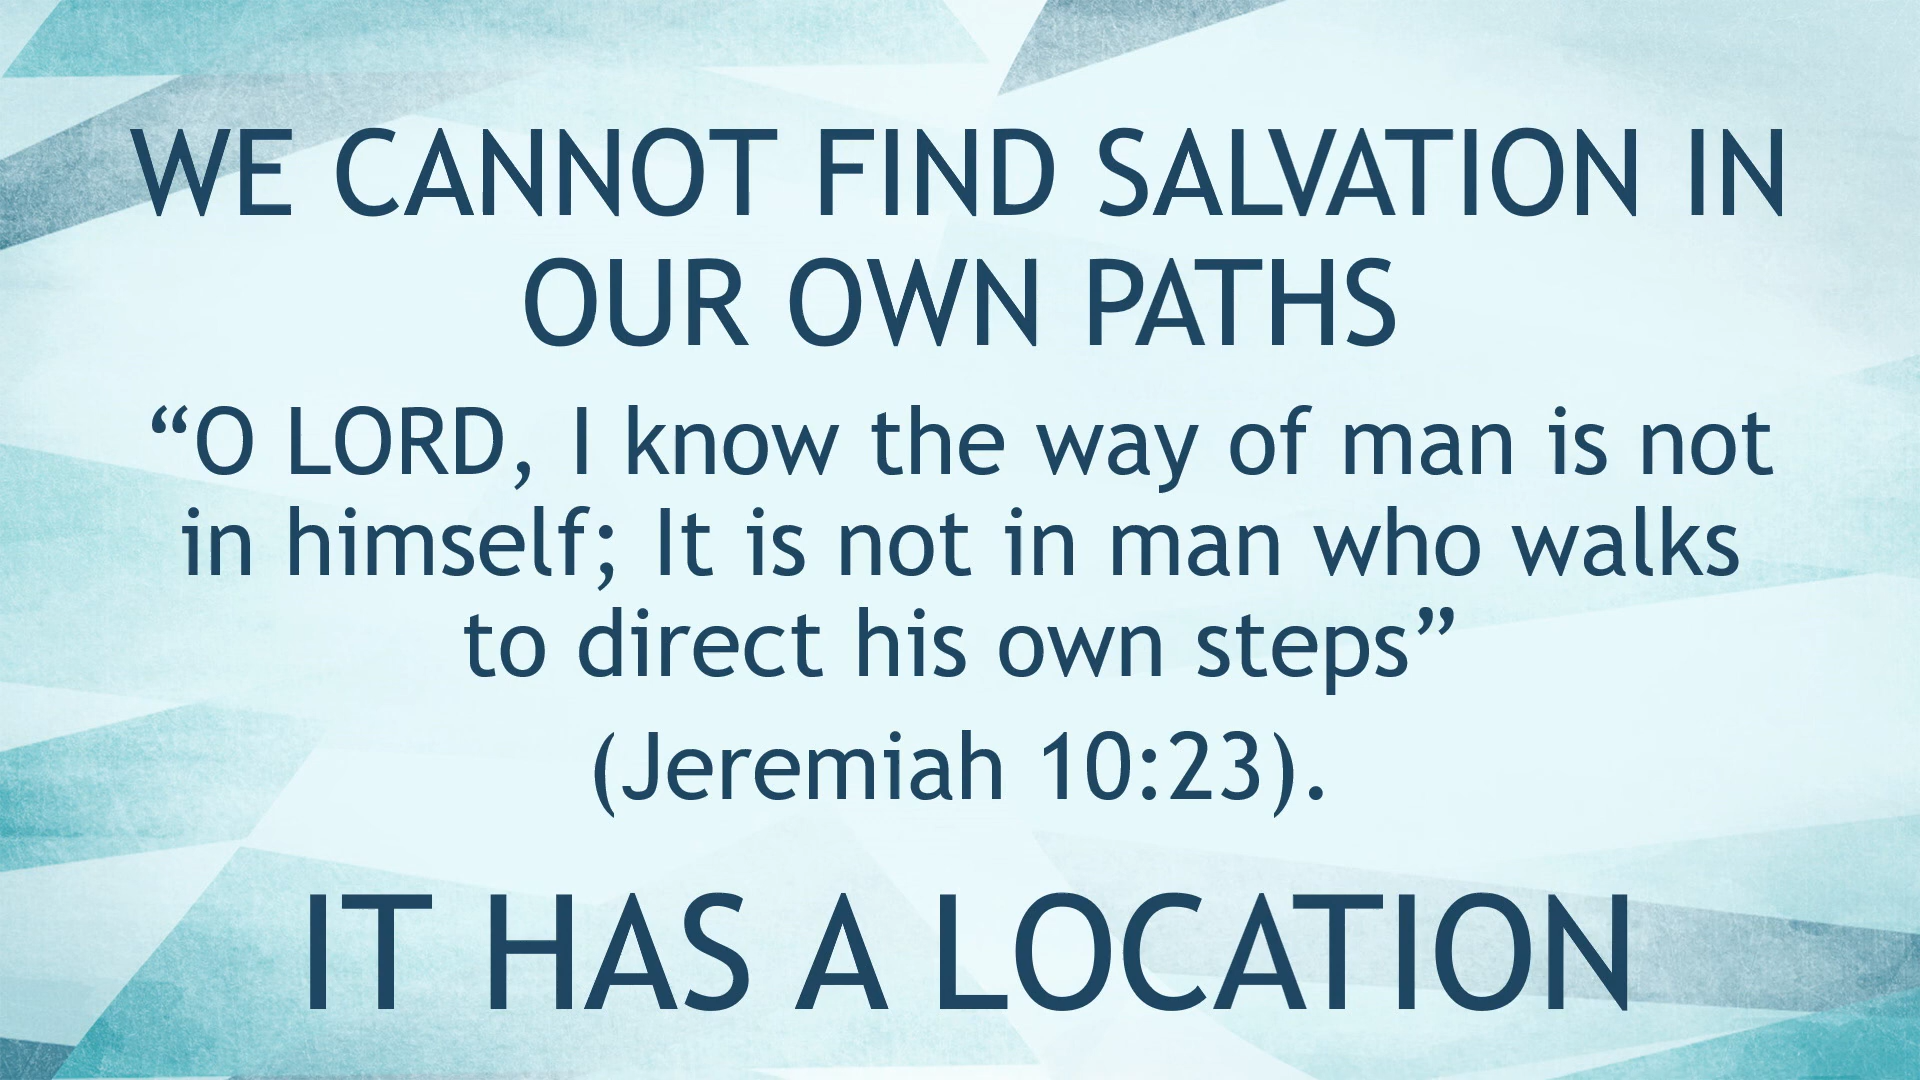 WE CANNOT FIND SALVATION IN
OUR OWN PATHS
“O LORD, I know the way of man is not
in himself; It is not in man who walks
to direct his own steps”
(Jeremiah 10:23).
IT HAS A LOCATION